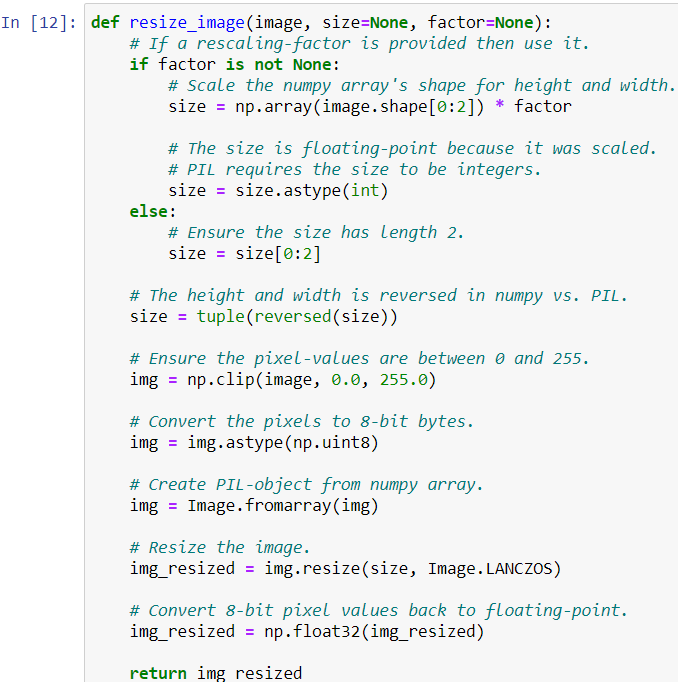 In [12]: def resize_image(image, size=None, factor=None):
    # If a rescaling-factor is provided then use it.
    if factor is not None:
        # Scale the numpy array's shape for height and width.
        size = np.array(image.shape[0:2]) * factor

        # The size is floating-point because it was scaled.
        # PIL requires the size to be integers.
        size = size.astype(int)
    else:
        # Ensure the size has length 2.
        size = size[0:2]

    # The height and width is reversed in numpy vs. PIL.
    size = tuple(reversed(size))

    # Ensure the pixel-values are between 0 and 255.
    img = np.clip(image, 0.0, 255.0)

    # Convert the pixels to 8-bit bytes.
    img = img.astype(np.uint8)

    # Create PIL-object from numpy array.
    img = Image.fromarray(img)

    # Resize the image.
    img_resized = img.resize(size, Image.LANCZOS)

    # Convert 8-bit pixel values back to floating-point.
    img_resized = np.float32(img_resized)

    return img_resized